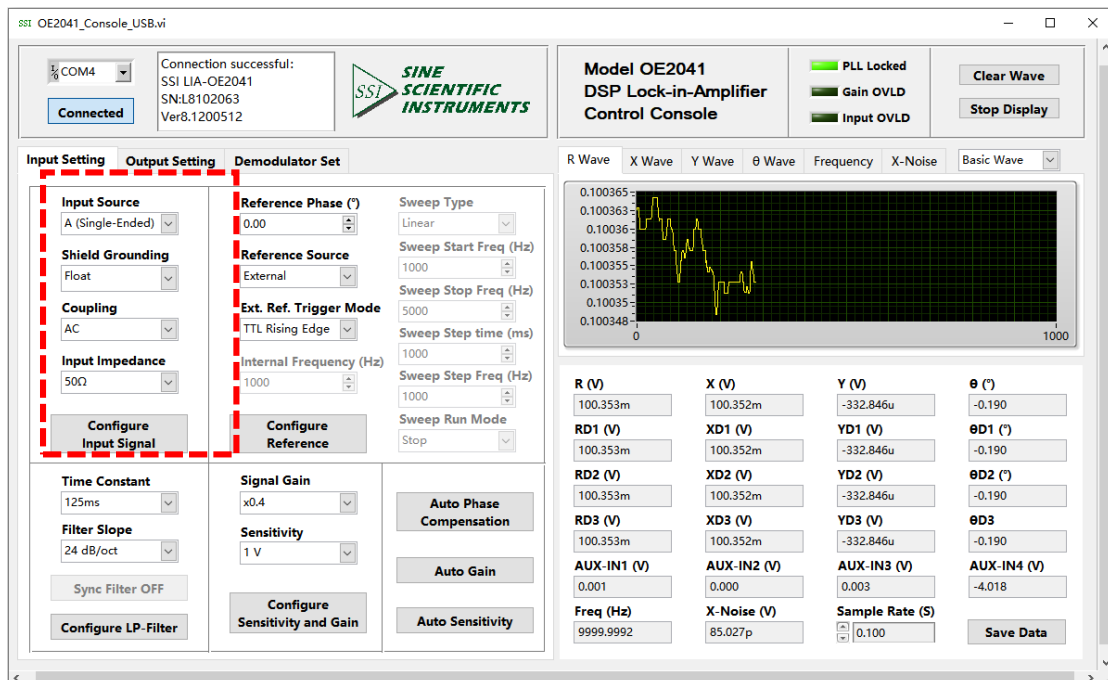 SSI OE2041_Console_USB.vi
I/O COM4
Connected
Connection successful:
SSI LIA-OE2041
SN:L8102063
Ver8.1200512
SSI
SINE
SCIENTIFIC
INSTRUMENTS
Model OE2041
DSP Lock-in-Amplifier
Control Console
PLL Locked
Gain OVLD
Input OVLD
Clear Wave
Stop Display
Input Setting
Output Setting
Demodulator Set
Input Source
A (Single-Ended)
Shield Grounding
Float
Coupling
AC
Input Impedance
50Ω
Configure
Input Signal
Reference Phase (°)
0.00
Reference Source
External
Ext. Ref. Trigger Mode
TTL Rising Edge
Internal Frequency (Hz)
1000
Configure
Reference
Sweep Type
Linear
Sweep Start Freq (Hz)
1000
Sweep Stop Freq (Hz)
5000
Sweep Step time (ms)
1000
Sweep Step Freq (Hz)
1000
Sweep Run Mode
Stop
Time Constant
125ms
Filter Slope
24 dB/oct
Sync Filter OFF
Configure LP-Filter
Signal Gain
x0.4
Sensitivity
1 V
Configure
Sensitivity and Gain
Auto Phase
Compensation
Auto Gain
Auto Sensitivity
R Wave
X Wave
Y Wave
θ Wave
Frequency
X-Noise
Basic Wave
0.100365
0.100363
0.10036
0.100358
0.100355
0.100353
0.10035
0.100348
0
1000
R (V) X (V) Y (V) θ (°)
100.353m 100.352m -332.846u -0.190
RD1 (V) XD1 (V) YD1 (V) θD1 (°)
100.353m 100.352m -332.846u -0.190
RD2 (V) XD2 (V) YD2 (V) θD2 (°)
100.353m 100.352m -332.846u -0.190
RD3 (V) XD3 (V) YD3 (V) θD3
100.353m 100.352m -332.846u -0.190
AUX-IN1 (V) AUX-IN2 (V) AUX-IN3 (V) AUX-IN4 (V)
0.001 0.000 0.003 -4.018
Freq (Hz) X-Noise (V) Sample Rate (S)
9999.9992 85.027p 0.100 Save Data